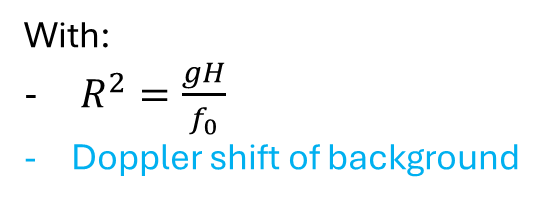 With:
- R² = gH / f₀
- Doppler shift of background